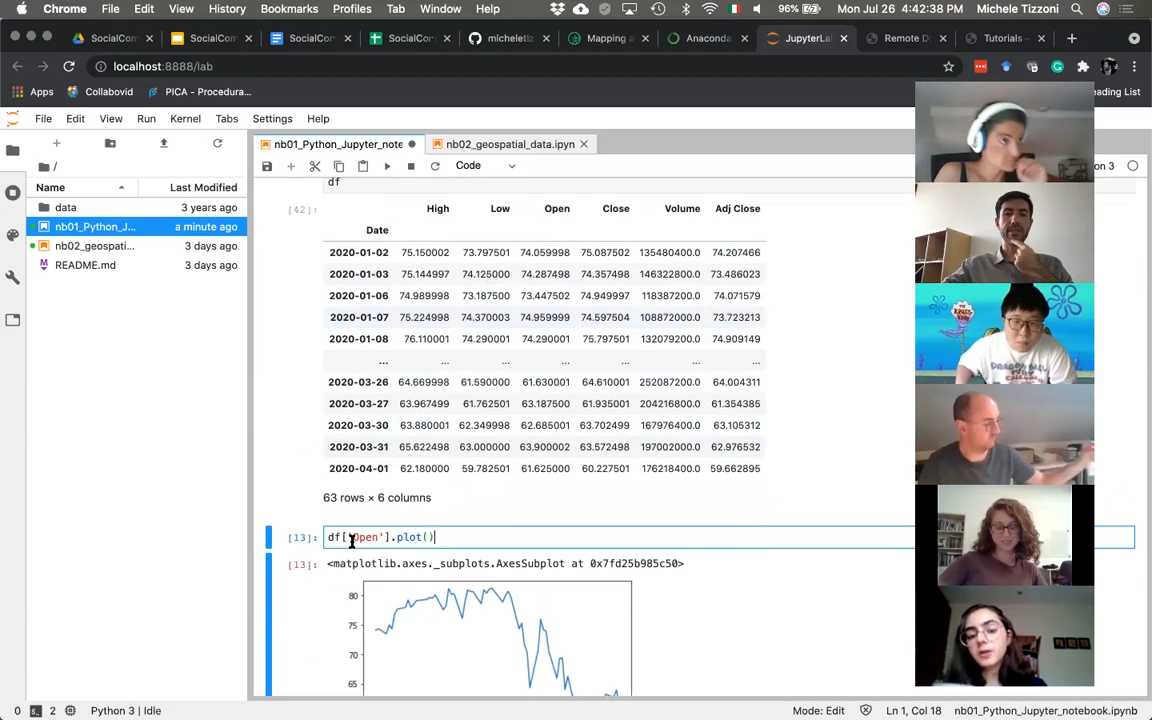 Chrome File Edit View History Bookmarks Profiles Tab Window Help 96% Mon Jul 26 4:42:38 PM Michele Tizzoni
SocialCom SocialCom SocialCom SocialCo micheletiz Mapping a Anaconda JupyterLa Remote D Tutorials –
localhost:8888/lab
Apps Collabovid PICA - Procedura... eading List
File Edit View Run Kernel Tabs Settings Help
nb01_Python_Jupyter_note nb02_geospatial_data.ipyn
/
Code on 3
Name Last Modified
data 3 years ago
nb01_Python_J... a minute ago
nb02_geospati... 3 days ago
README.md 3 days ago
df
[42]:
High Low Open Close Volume Adj Close
Date
2020-01-02 75.150002 73.797501 74.059998 75.087502 135480400.0 74.207466
2020-01-03 75.144997 74.125000 74.287498 74.357498 146322800.0 73.486023
2020-01-06 74.989998 73.187500 73.447502 74.949997 118387200.0 74.071579
2020-01-07 75.224998 74.370003 74.959999 74.597504 108872000.0 73.723213
2020-01-08 76.110001 74.290001 74.290001 75.797501 132079200.0 74.909149
... ... ... ... ... ... ...
2020-03-26 64.669998 61.590000 61.630001 64.610001 252087200.0 64.004311
2020-03-27 63.967499 61.762501 63.187500 61.935001 204216800.0 61.354385
2020-03-30 63.880001 62.349998 62.685001 63.702499 167976400.0 63.105312
2020-03-31 65.622498 63.000000 63.900002 63.572498 197002000.0 62.976532
2020-04-01 62.180000 59.782501 61.625000 60.227501 176218400.0 59.662895
63 rows × 6 columns
[13]: df['Open'].plot()
[13]: <matplotlib.axes._subplots.AxesSubplot at 0x7fd25b985c50>
80
75
70
65
0 2 Python 3 | Idle Mode: Edit Ln 1, Col 18 nb01_Python_Jupyter_notebook.ipynb